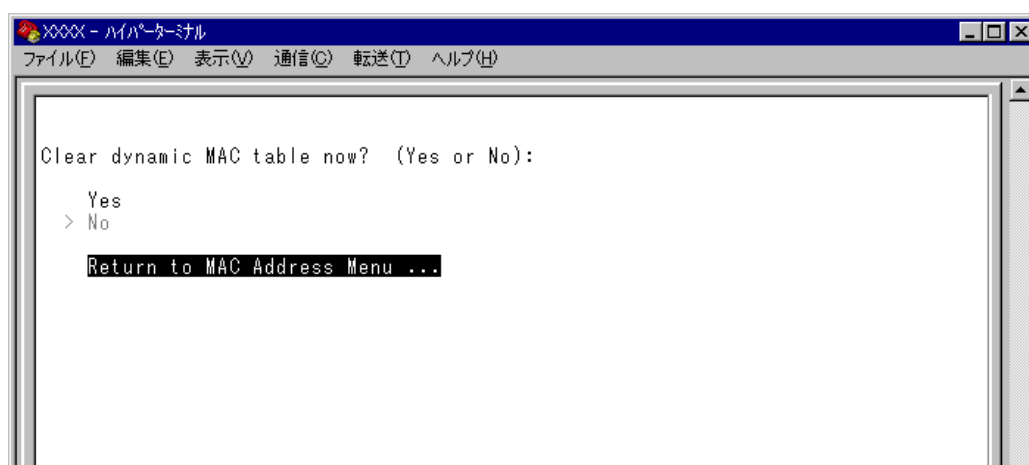 XXXX - ﾊｲﾊﾟｰﾀｰﾐﾅﾙ
ファイル(F) 編集(E) 表示(V) 通信(C) 転送(T) ヘルプ(H)
Clear dynamic MAC table now? (Yes or No):
Yes
> No
Return to MAC Address Menu ...